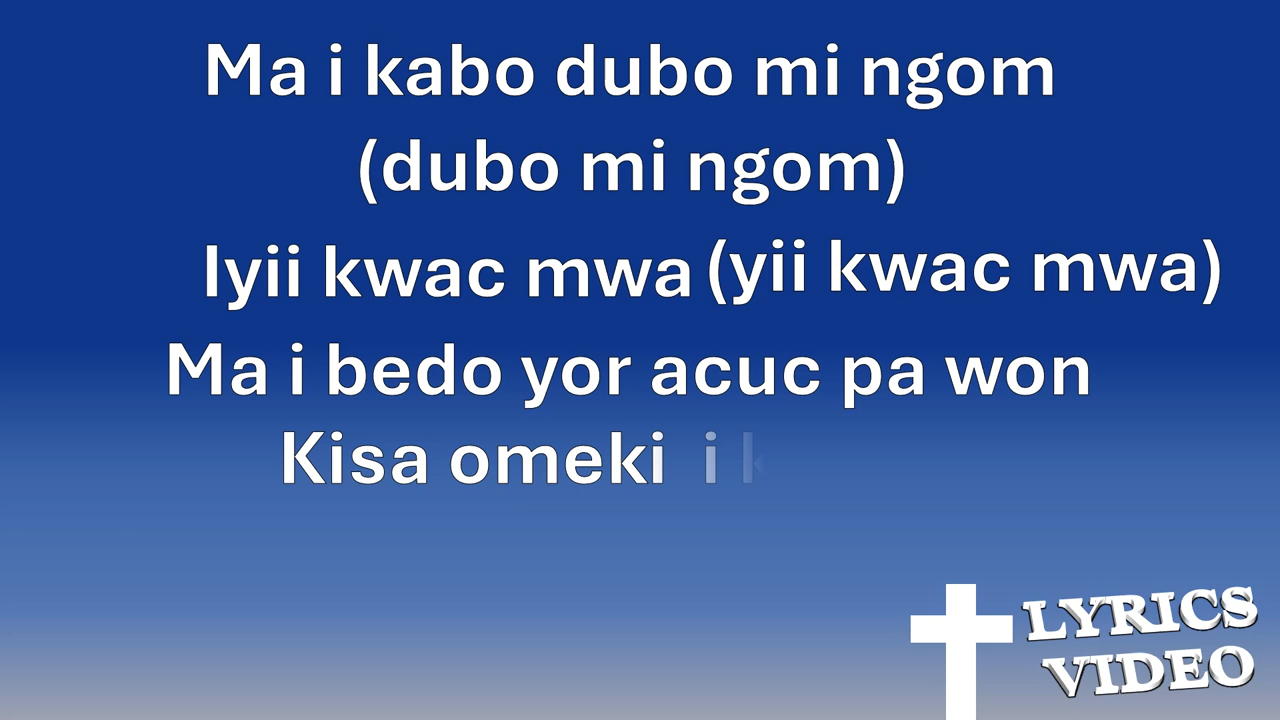 Ma i kabo dubo mi ngom
(dubo mi ngom)
Iyii kwac mwa (yii kwac mwa)
Ma i bedo yor acuc pa won
Kisa omeki i
LYRICS
VIDEO